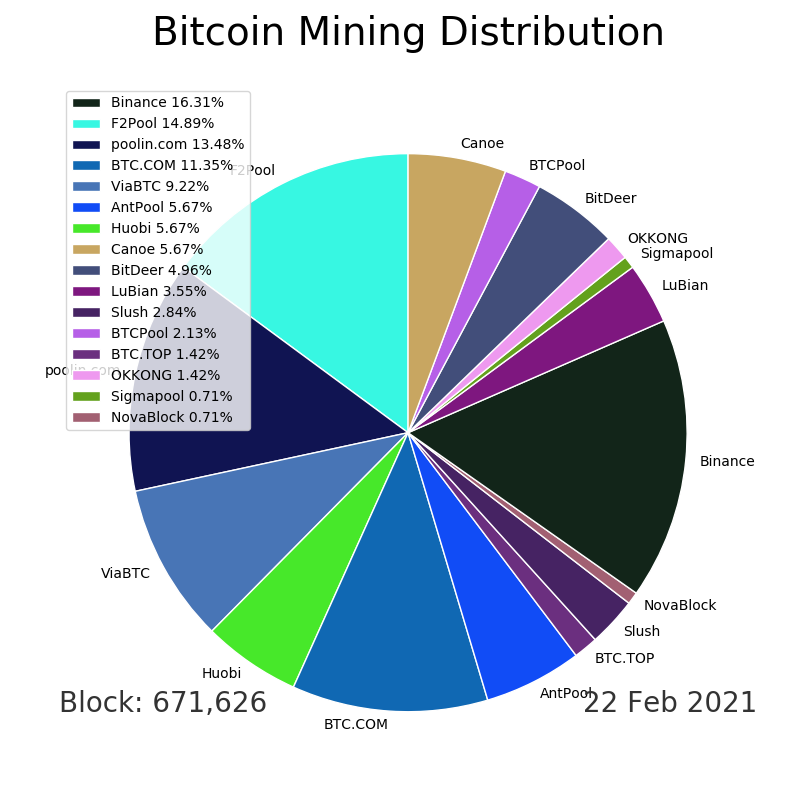 Bitcoin Mining Distribution
Binance 16.31%
F2Pool 14.89%
poolin.com 13.48%
BTC.COM 11.35%
ViaBTC 9.22%
AntPool 5.67%
Huobi 5.67%
Canoe 5.67%
BitDeer 4.96%
LuBian 3.55%
Slush 2.84%
BTCPool 2.13%
BTC.TOP 1.42%
OKKONG 1.42%
Sigmapool 0.71%
NovaBlock 0.71%
Canoe
BTCPool
F2Pool
BitDeer
OKKONG
Sigmapool
LuBian
poolin.com
Binance
ViaBTC
NovaBlock
Slush
BTC.TOP
Huobi
AntPool
BTC.COM
Block: 671,626
22 Feb 2021